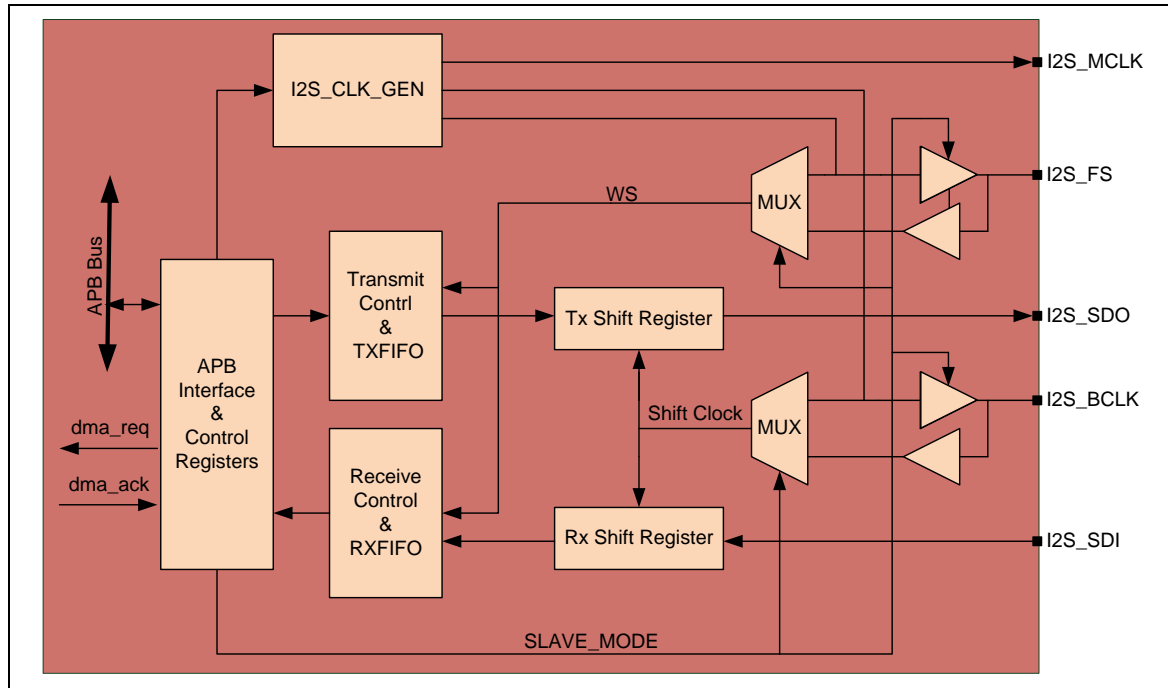 I2S_CLK_GEN
I2S_MCLK
I2S_FS
MUX
WS
APB Bus
Transmit
Contrl
&
TXFIFO
Tx Shift Register
I2S_SDO
APB
Interface
&
Control
Registers
I2S_BCLK
Shift Clock
MUX
dma_req
dma_ack
Receive
Control
&
RXFIFO
Rx Shift Register
I2S_SDI
SLAVE_MODE